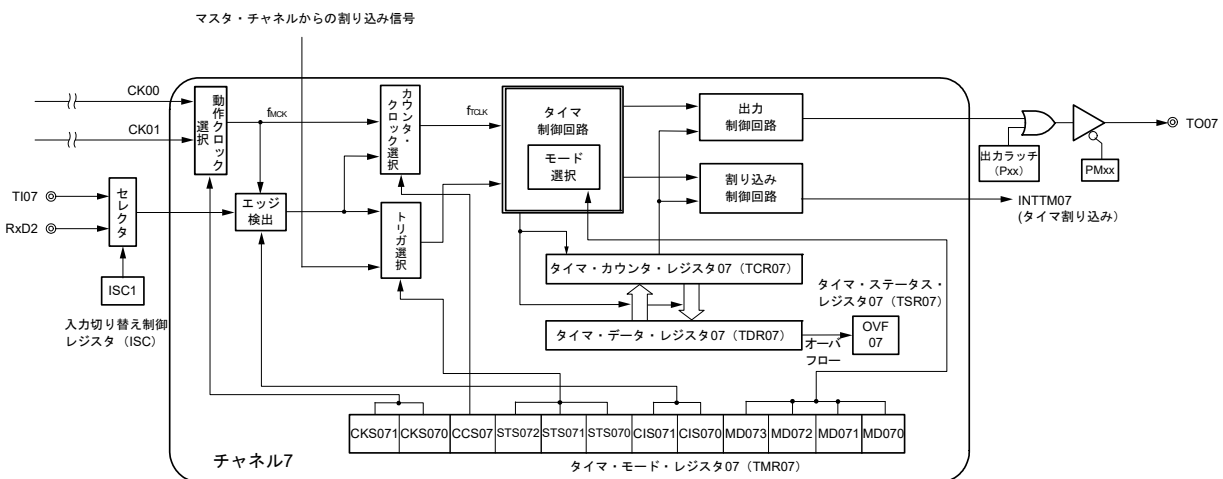 マスタ・チャネルからの割り込み信号
CK00
CK01
動作クロック
選択
fMCK
カウンタ・
クロック選択
fTCLK
タイマ
制御回路
モード
選択
出力
制御回路
出力ラッチ
(Pxx)
PMxx
TO07
TI07
RxD2
セレクタ
エッジ
検出
トリガ選択
割り込み
制御回路
INTTM07
(タイマ割り込み)
ISC1
入力切り替え制御
レジスタ (ISC)
タイマ・カウンタ・レジスタ07 (TCR07)
タイマ・ステータス・
レジスタ07 (TSR07)
タイマ・データ・レジスタ07 (TDR07)
オーバ
フロー
OVF
07
CKS071 CKS070 CCS07 STS072 STS071 STS070 CIS071 CIS070 MD073 MD072 MD071 MD070
チャネル7
タイマ・モード・レジスタ07 (TMR07)